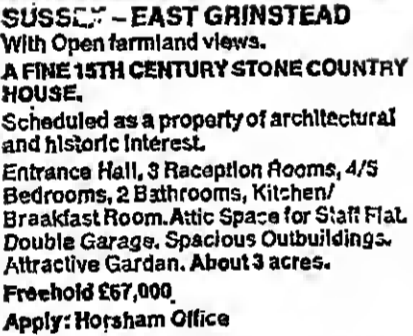 SUSSEX – EAST GRINSTEAD
With Open farmland views.
A FINE 15TH CENTURY STONE COUNTRY
HOUSE.
Scheduled as a property of architectural
and historic interest.
Entrance Hall, 3 Reception Rooms, 4/5
Bedrooms, 2 Bathrooms, Kitchen/
Breakfast Room. Attic Space for Staff Flat.
Double Garage. Spacious Outbuildings.
Attractive Garden. About 3 acres.
Freehold £67,000.
Apply: Horsham Office